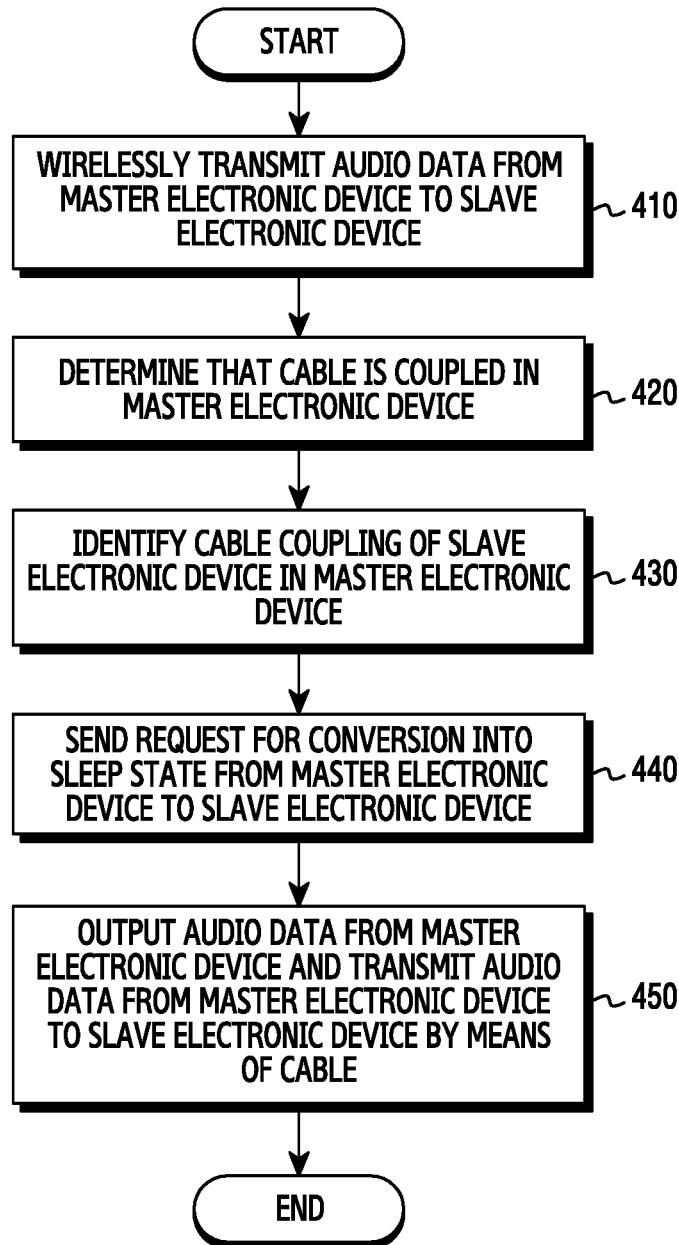 START
WIRELESSLY TRANSMIT AUDIO DATA FROM
MASTER ELECTRONIC DEVICE TO SLAVE
ELECTRONIC DEVICE
410
DETERMINE THAT CABLE IS COUPLED IN
MASTER ELECTRONIC DEVICE
420
IDENTIFY CABLE COUPLING OF SLAVE
ELECTRONIC DEVICE IN MASTER ELECTRONIC
DEVICE
430
SEND REQUEST FOR CONVERSION INTO
SLEEP STATE FROM MASTER ELECTRONIC
DEVICE TO SLAVE ELECTRONIC DEVICE
440
OUTPUT AUDIO DATA FROM MASTER
ELECTRONIC DEVICE AND TRANSMIT AUDIO
DATA FROM MASTER ELECTRONIC DEVICE
TO SLAVE ELECTRONIC DEVICE BY MEANS
OF CABLE
450
END